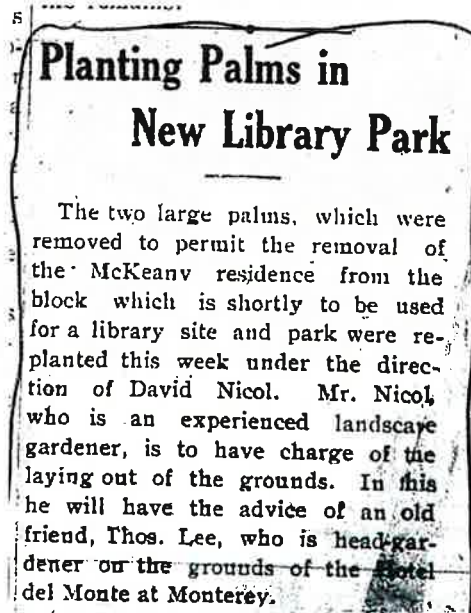 Planting Palms in
New Library Park
The two large palms, which were
removed to permit the removal of
the McKeany residence from the
block which is shortly to be used
for a library site and park were re-
planted this week under the direc-
tion of David Nicol. Mr. Nicol,
who is an experienced landscape
gardener, is to have charge of the
laying out of the grounds. In this
he will have the advice of an old
friend, Thos. Lee, who is head gar-
dener on the grounds of the Hotel
del Monte at Monterey.